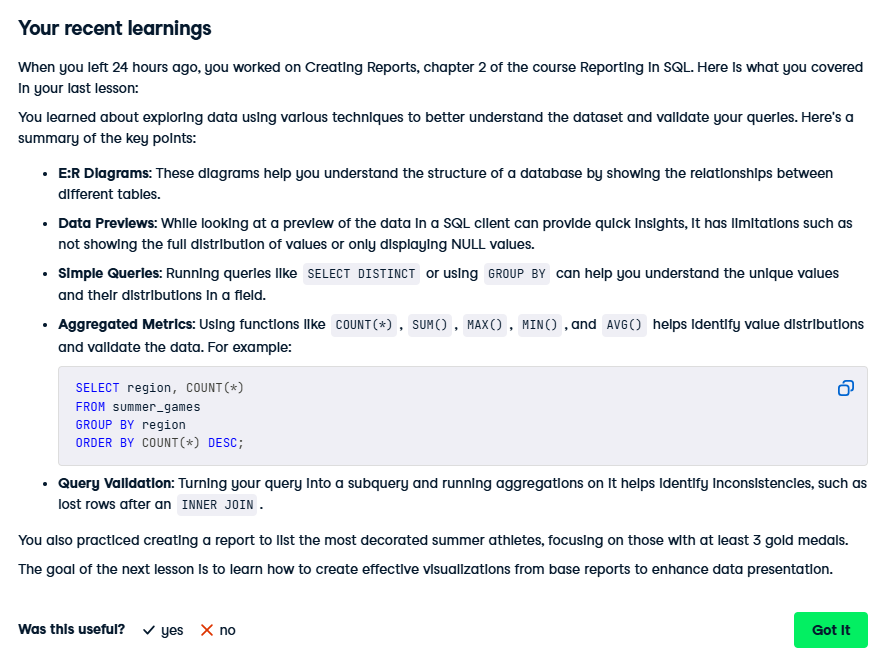 Your recent learnings
When you left 24 hours ago, you worked on Creating Reports, chapter 2 of the course Reporting in SQL. Here is what you covered
in your last lesson:
You learned about exploring data using various techniques to better understand the dataset and validate your queries. Here's a
summary of the key points:
• E:R Diagrams: These diagrams help you understand the structure of a database by showing the relationships between
different tables.
• Data Previews: While looking at a preview of the data in a SQL client can provide quick insights, it has limitations such as
not showing the full distribution of values or only displaying NULL values.
• Simple Queries: Running queries like SELECT DISTINCT or using GROUP BY can help you understand the unique values
and their distributions in a field.
• Aggregated Metrics: Using functions like COUNT(*) , SUM() , MAX() , MIN() , and AVG() helps identify value distributions
and validate the data. For example:
SELECT region, COUNT(*)
FROM summer_games
GROUP BY region
ORDER BY COUNT(*) DESC;
• Query Validation: Turning your query into a subquery and running aggregations on it helps identify inconsistencies, such as
lost rows after an INNER JOIN .
You also practiced creating a report to list the most decorated summer athletes, focusing on those with at least 3 gold medals.
The goal of the next lesson is to learn how to create effective visualizations from base reports to enhance data presentation.
Was this useful? yes no Got it